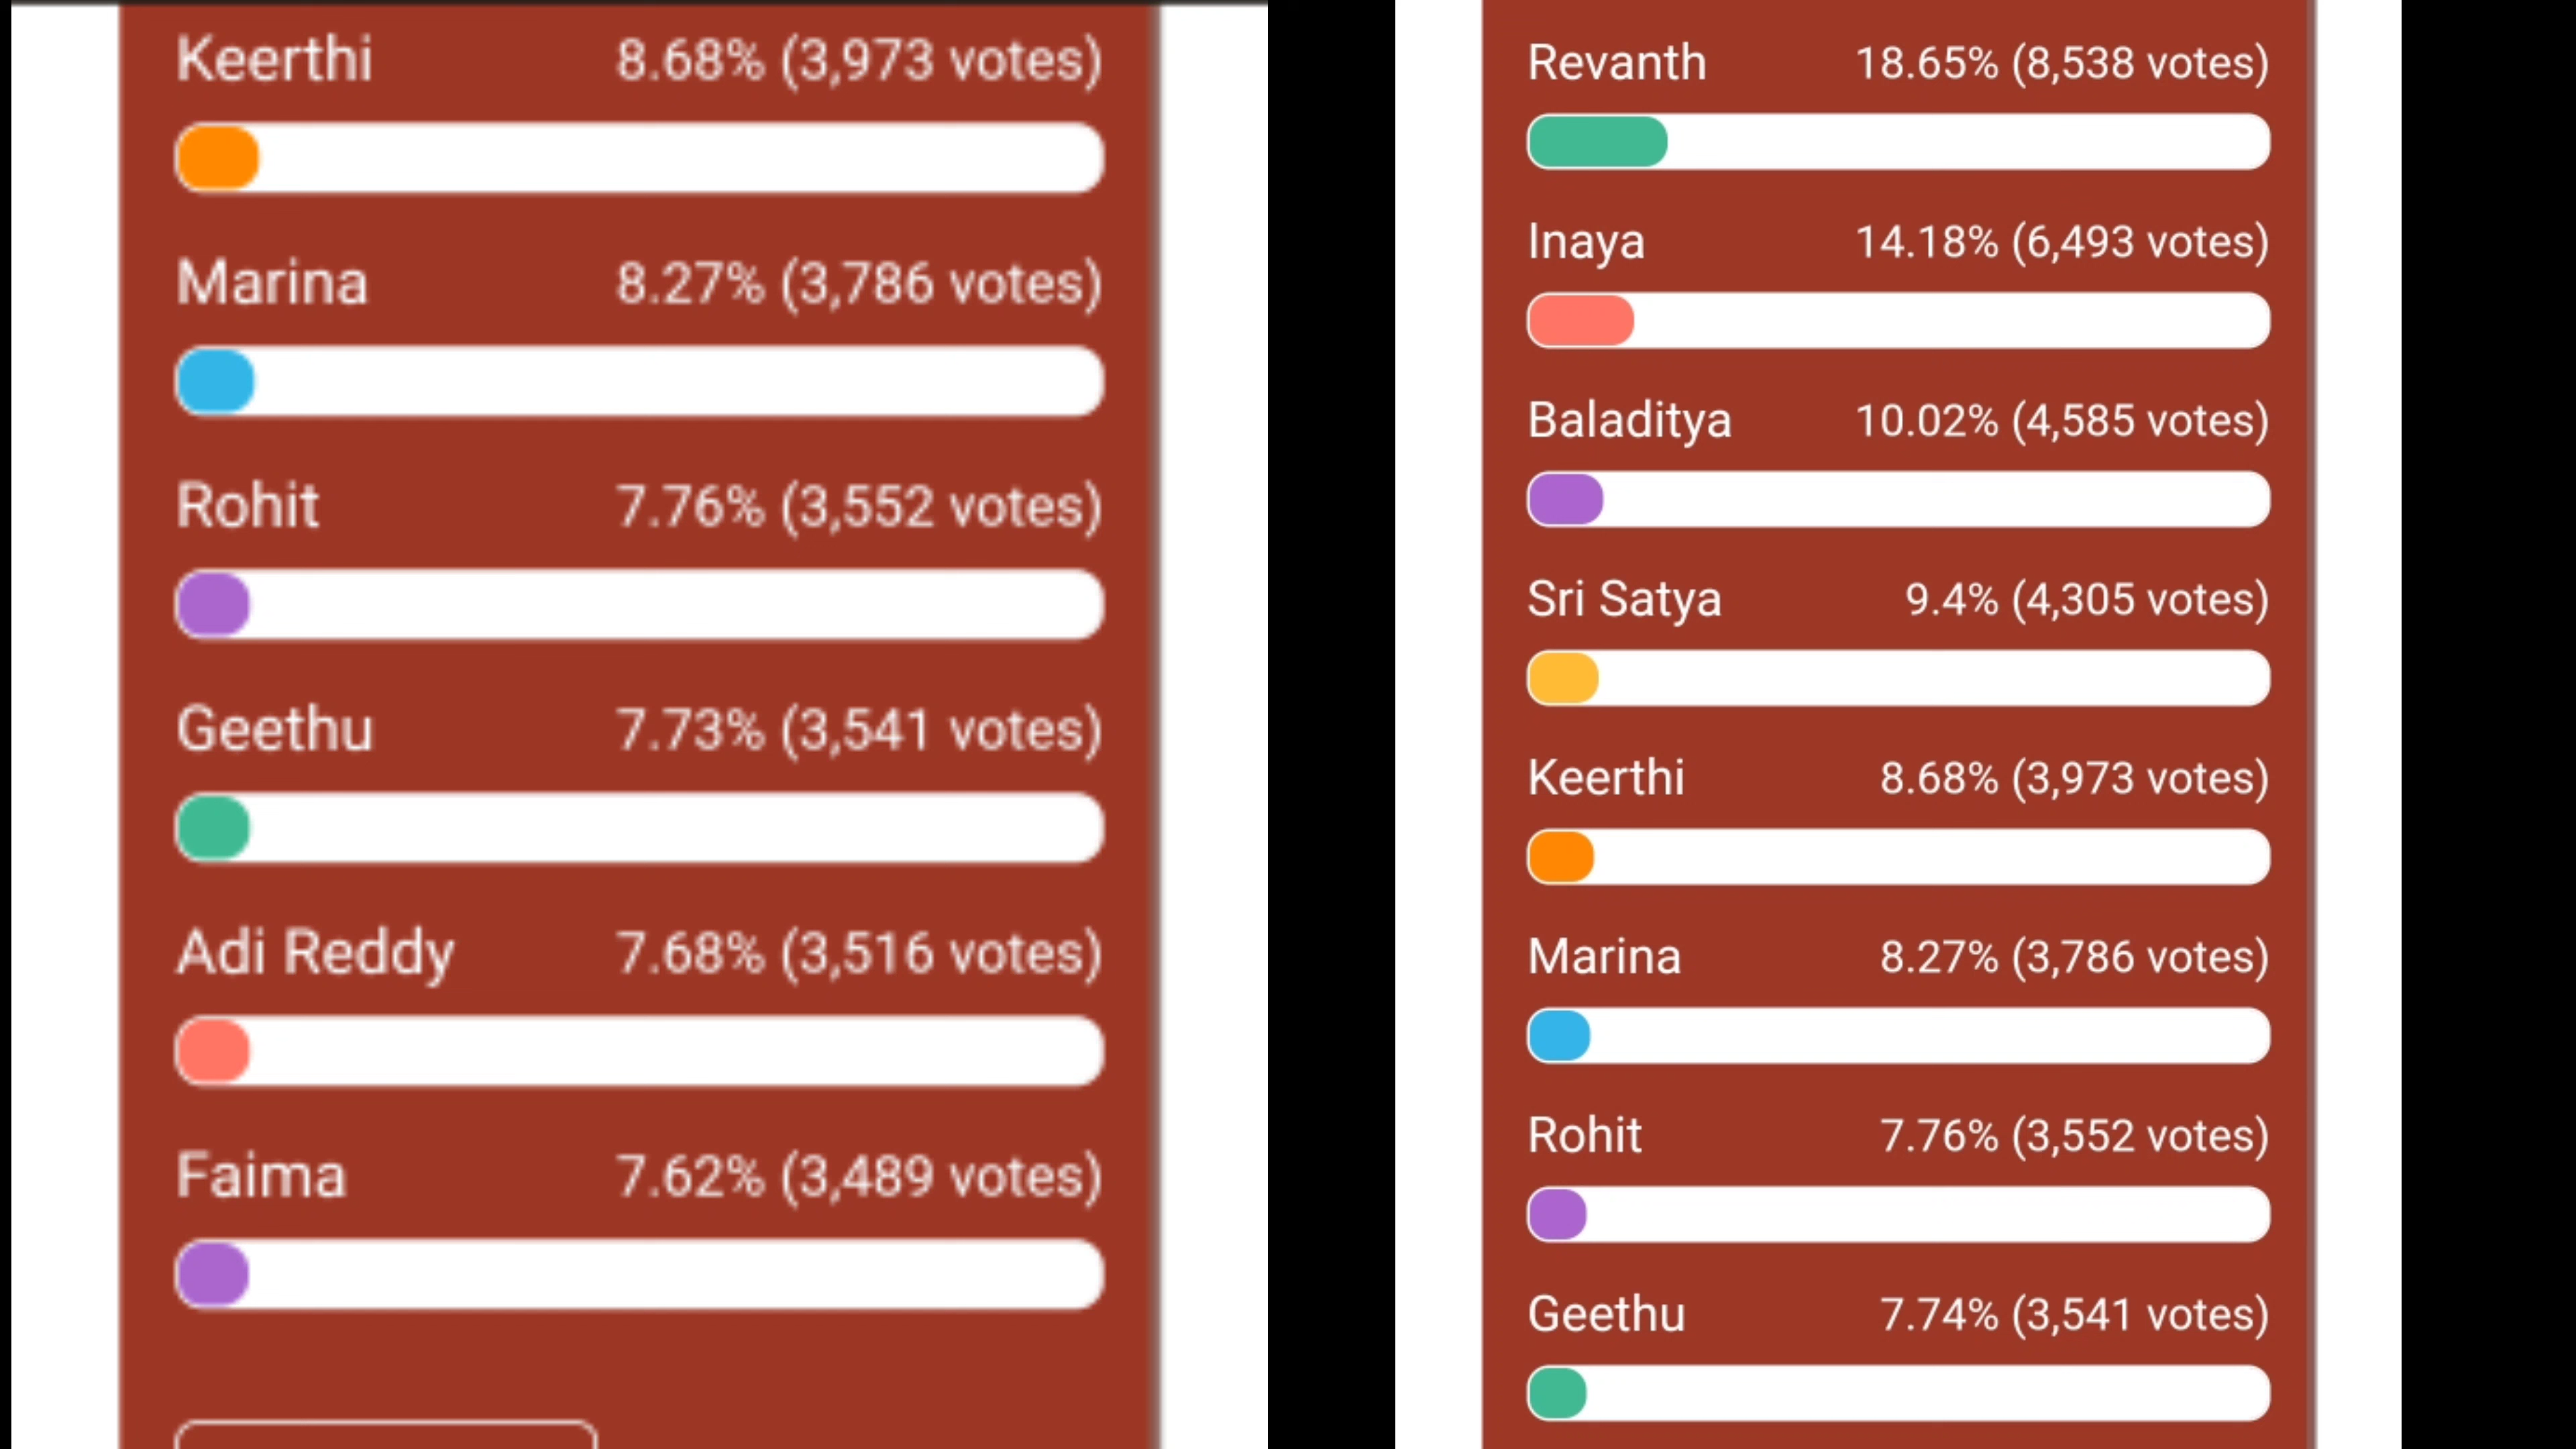 Keerthi 8.68% (3,973 votes)
Marina 8.27% (3,786 votes)
Rohit 7.76% (3,552 votes)
Geethu 7.73% (3,541 votes)
Adi Reddy 7.68% (3,516 votes)
Faima 7.62% (3,489 votes)
Revanth 18.65% (8,538 votes)
Inaya 14.18% (6,493 votes)
Baladitya 10.02% (4,585 votes)
Sri Satya 9.4% (4,305 votes)
Keerthi 8.68% (3,973 votes)
Marina 8.27% (3,786 votes)
Rohit 7.76% (3,552 votes)
Geethu 7.74% (3,541 votes)